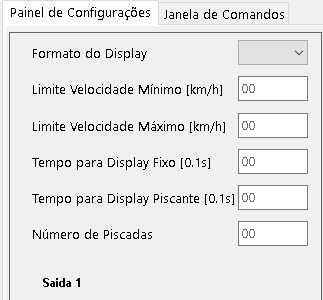 Painel de Configurações
Janela de Comandos
Formato do Display
Limite Velocidade Mínimo [km/h] 00
Limite Velocidade Máximo [km/h] 00
Tempo para Display Fixo [0.1s] 00
Tempo para Display Piscante [0.1s] 00
Número de Piscadas 00
Saida 1